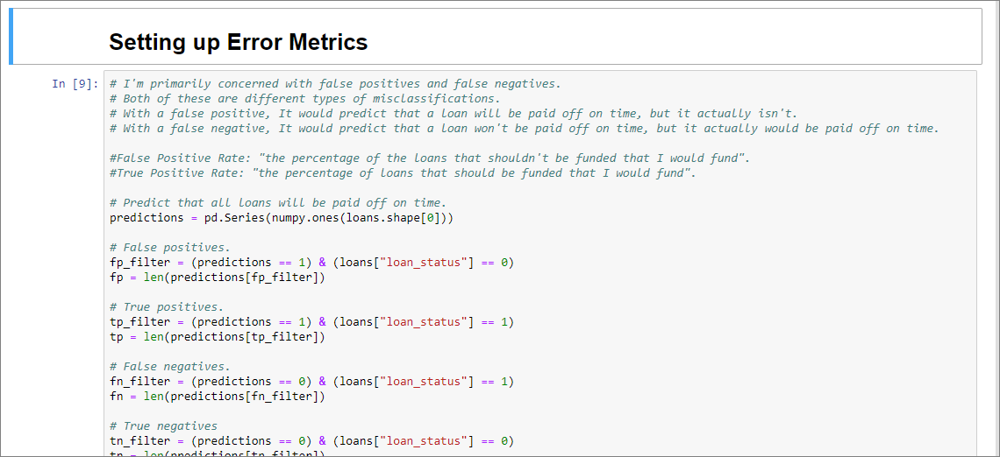 Setting up Error Metrics
In [9]: # I'm primarily concerned with false positives and false negatives.
# Both of these are different types of misclassifications.
# With a false positive, It would predict that a loan will be paid off on time, but it actually isn't.
# With a false negative, It would predict that a loan won't be paid off on time, but it actually would be paid off on time.
#False Positive Rate: "the percentage of the loans that shouldn't be funded that I would fund".
#True Positive Rate: "the percentage of loans that should be funded that I would fund".
# Predict that all loans will be paid off on time.
predictions = pd.Series(numpy.ones(loans.shape[0]))
# False positives.
fp_filter = (predictions == 1) & (loans["loan_status"] == 0)
fp = len(predictions[fp_filter])
# True positives.
tp_filter = (predictions == 1) & (loans["loan_status"] == 1)
tp = len(predictions[tp_filter])
# False negatives.
fn_filter = (predictions == 0) & (loans["loan_status"] == 1)
fn = len(predictions[fn_filter])
# True negatives
tn_filter = (predictions == 0) & (loans["loan_status"] == 0)
tn = len(predictions[tn_filter])